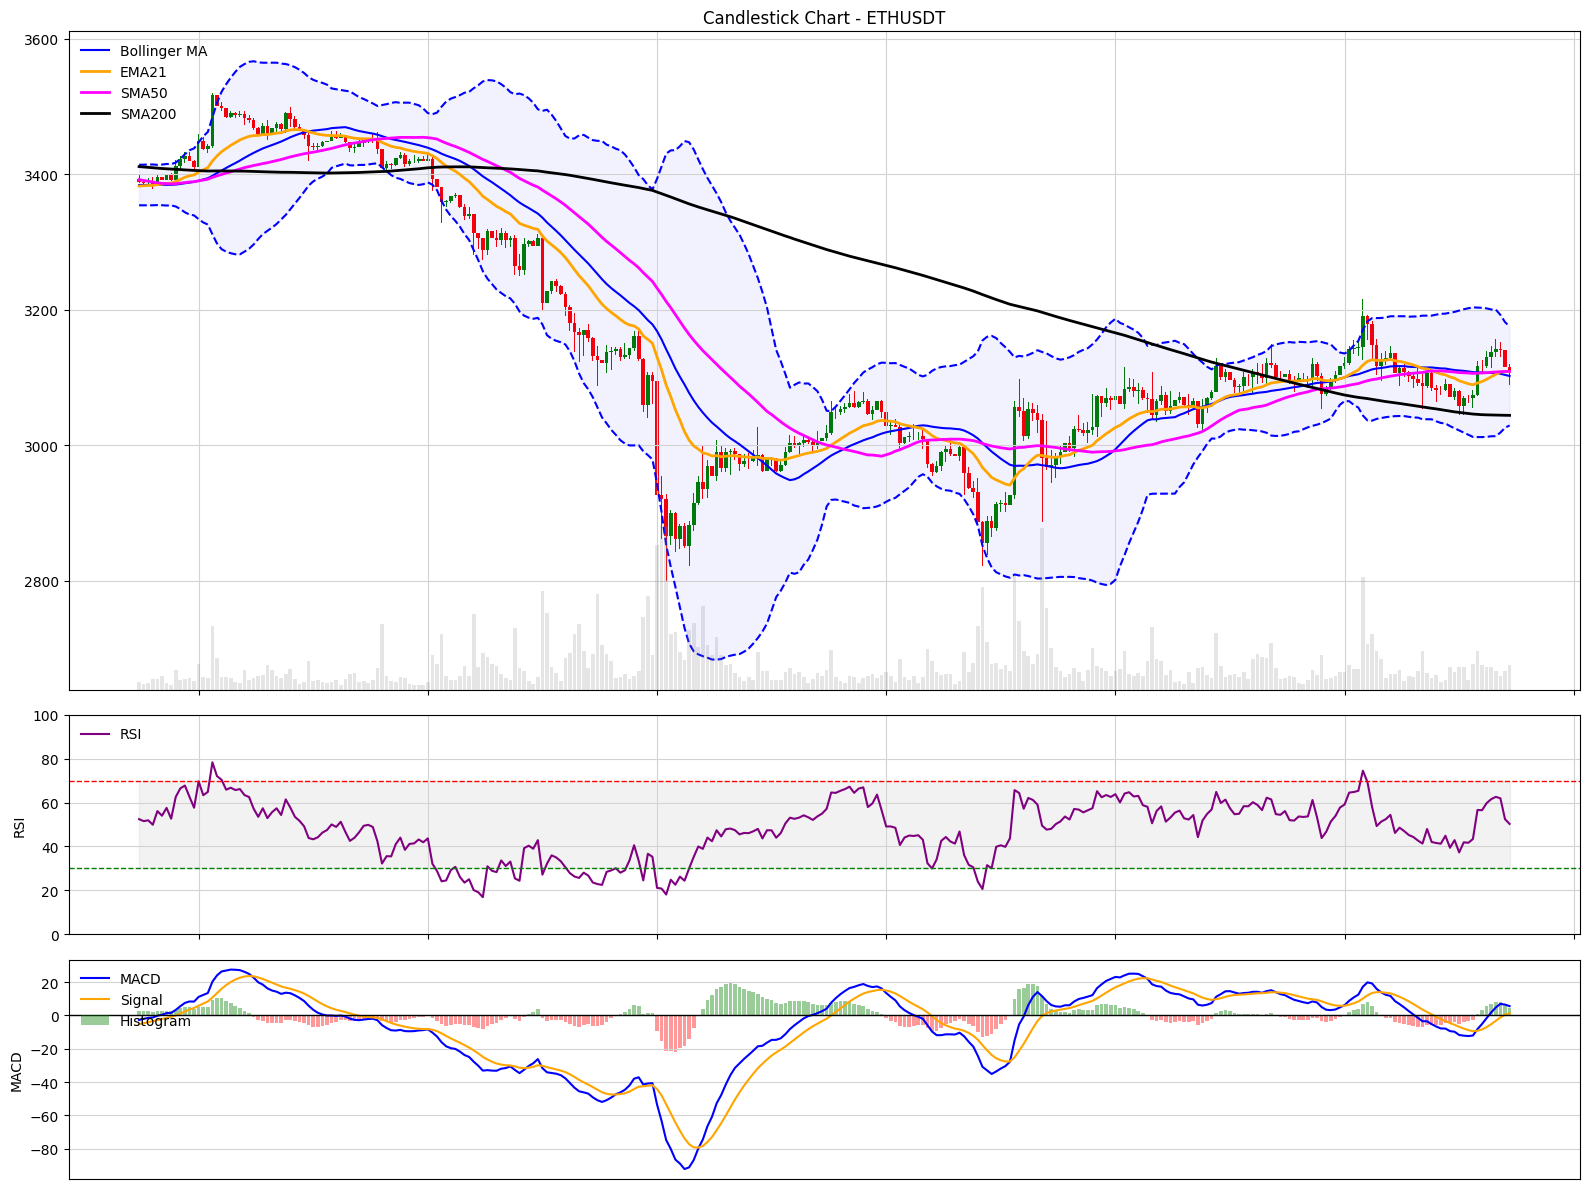 Candlestick Chart - ETHUSDT
3600
3400
3200
3000
2800
Bollinger MA
EMA21
SMA50
SMA200
100
80
60
40
20
0
RSI
RSI
20
0
−20
−40
−60
−80
MACD
MACD
Signal
Histogram